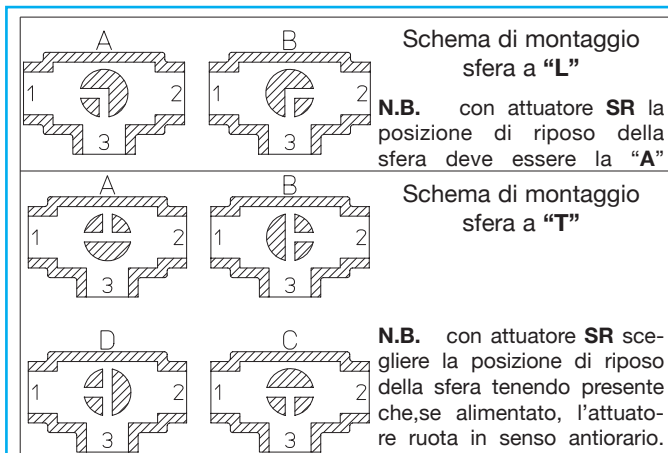 A B
1 2 1 2
3 3
Schema di montaggio
sfera a “L”
N.B. con attuatore SR la
posizione di riposo della
sfera deve essere la “A”
A B
1 2 1 2
3 3
Schema di montaggio
sfera a “T”
D C
1 2 1 2
3 3
N.B. con attuatore SR sce-
gliere la posizione di riposo
della sfera tenendo presente
che,se alimentato, l’attuato-
re ruota in senso antiorario.